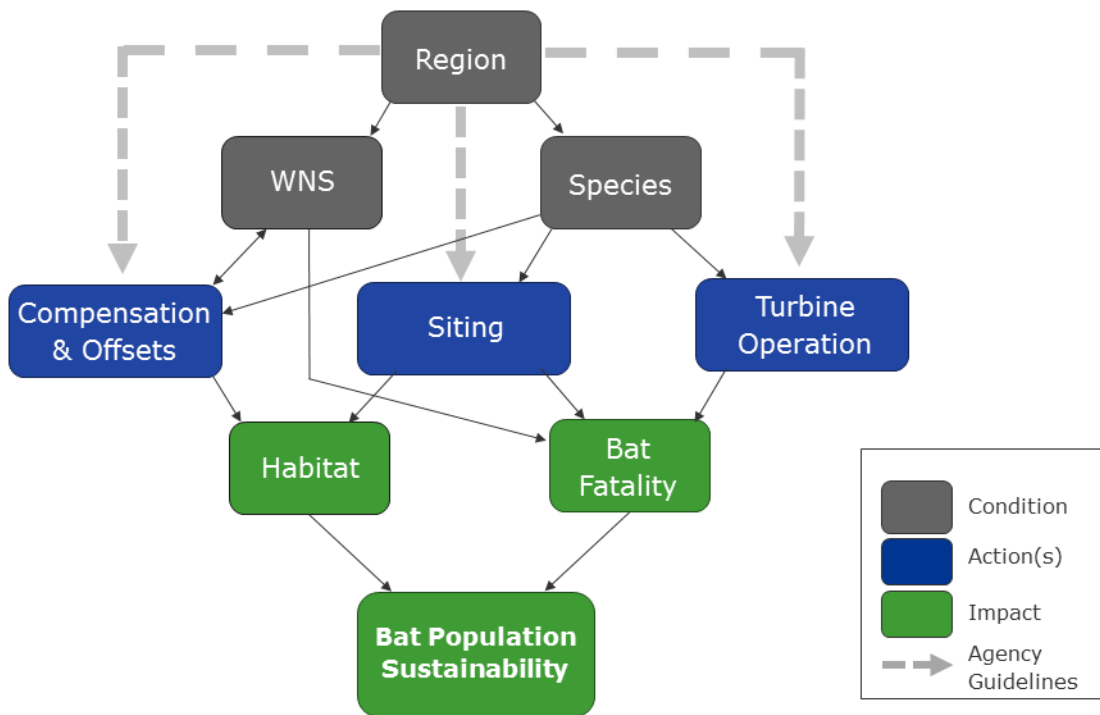 Region
WNS
Species
Compensation
& Offsets
Siting
Turbine
Operation
Habitat
Bat
Fatality
Bat Population
Sustainability
Condition
Action(s)
Impact
Agency
Guidelines